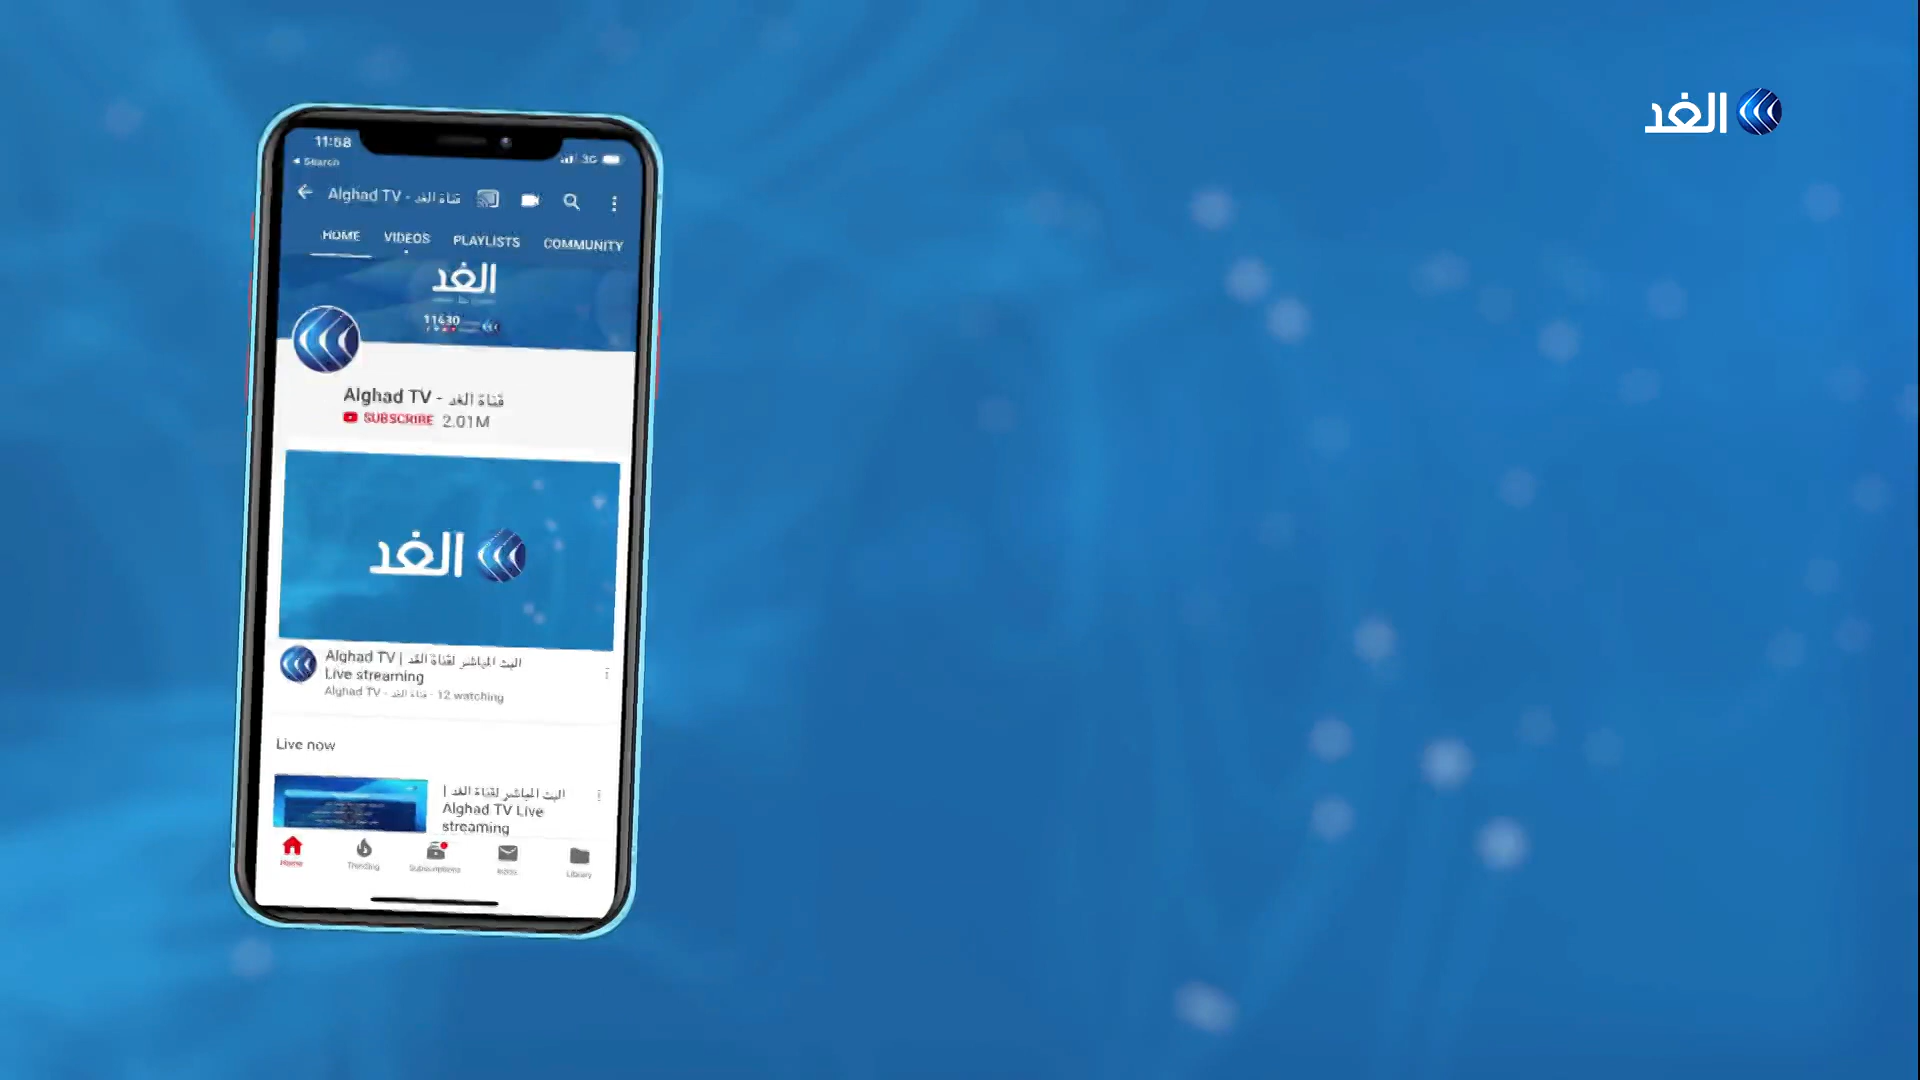 الغد
11:58
Search
3G
Alghad TV - قناة الغد
HOME VIDEOS PLAYLISTS COMMUNITY
الغد
11630
Alghad TV - قناة الغد
SUBSCRIBE 2.01M
الغد
Alghad TV | البث المباشر لقناة الغد
Live streaming
Alghad TV - قناة الغد - 12 watching
Live now
البث المباشر لقناة الغد |
Alghad TV Live
streaming
Home Trending Subscriptions Inbox Library